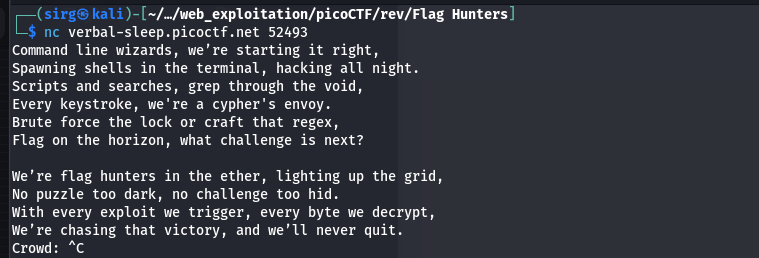 ┌──(sirg㉿kali)-[~/…/web_exploitation/picoCTF/rev/Flag Hunters]
└─$ nc verbal-sleep.picoctf.net 52493
Command line wizards, we’re starting it right,
Spawning shells in the terminal, hacking all night.
Scripts and searches, grep through the void,
Every keystroke, we're a cypher's envoy.
Brute force the lock or craft that regex,
Flag on the horizon, what challenge is next?

We’re flag hunters in the ether, lighting up the grid,
No puzzle too dark, no challenge too hid.
With every exploit we trigger, every byte we decrypt,
We’re chasing that victory, and we’ll never quit.
Crowd: ^C